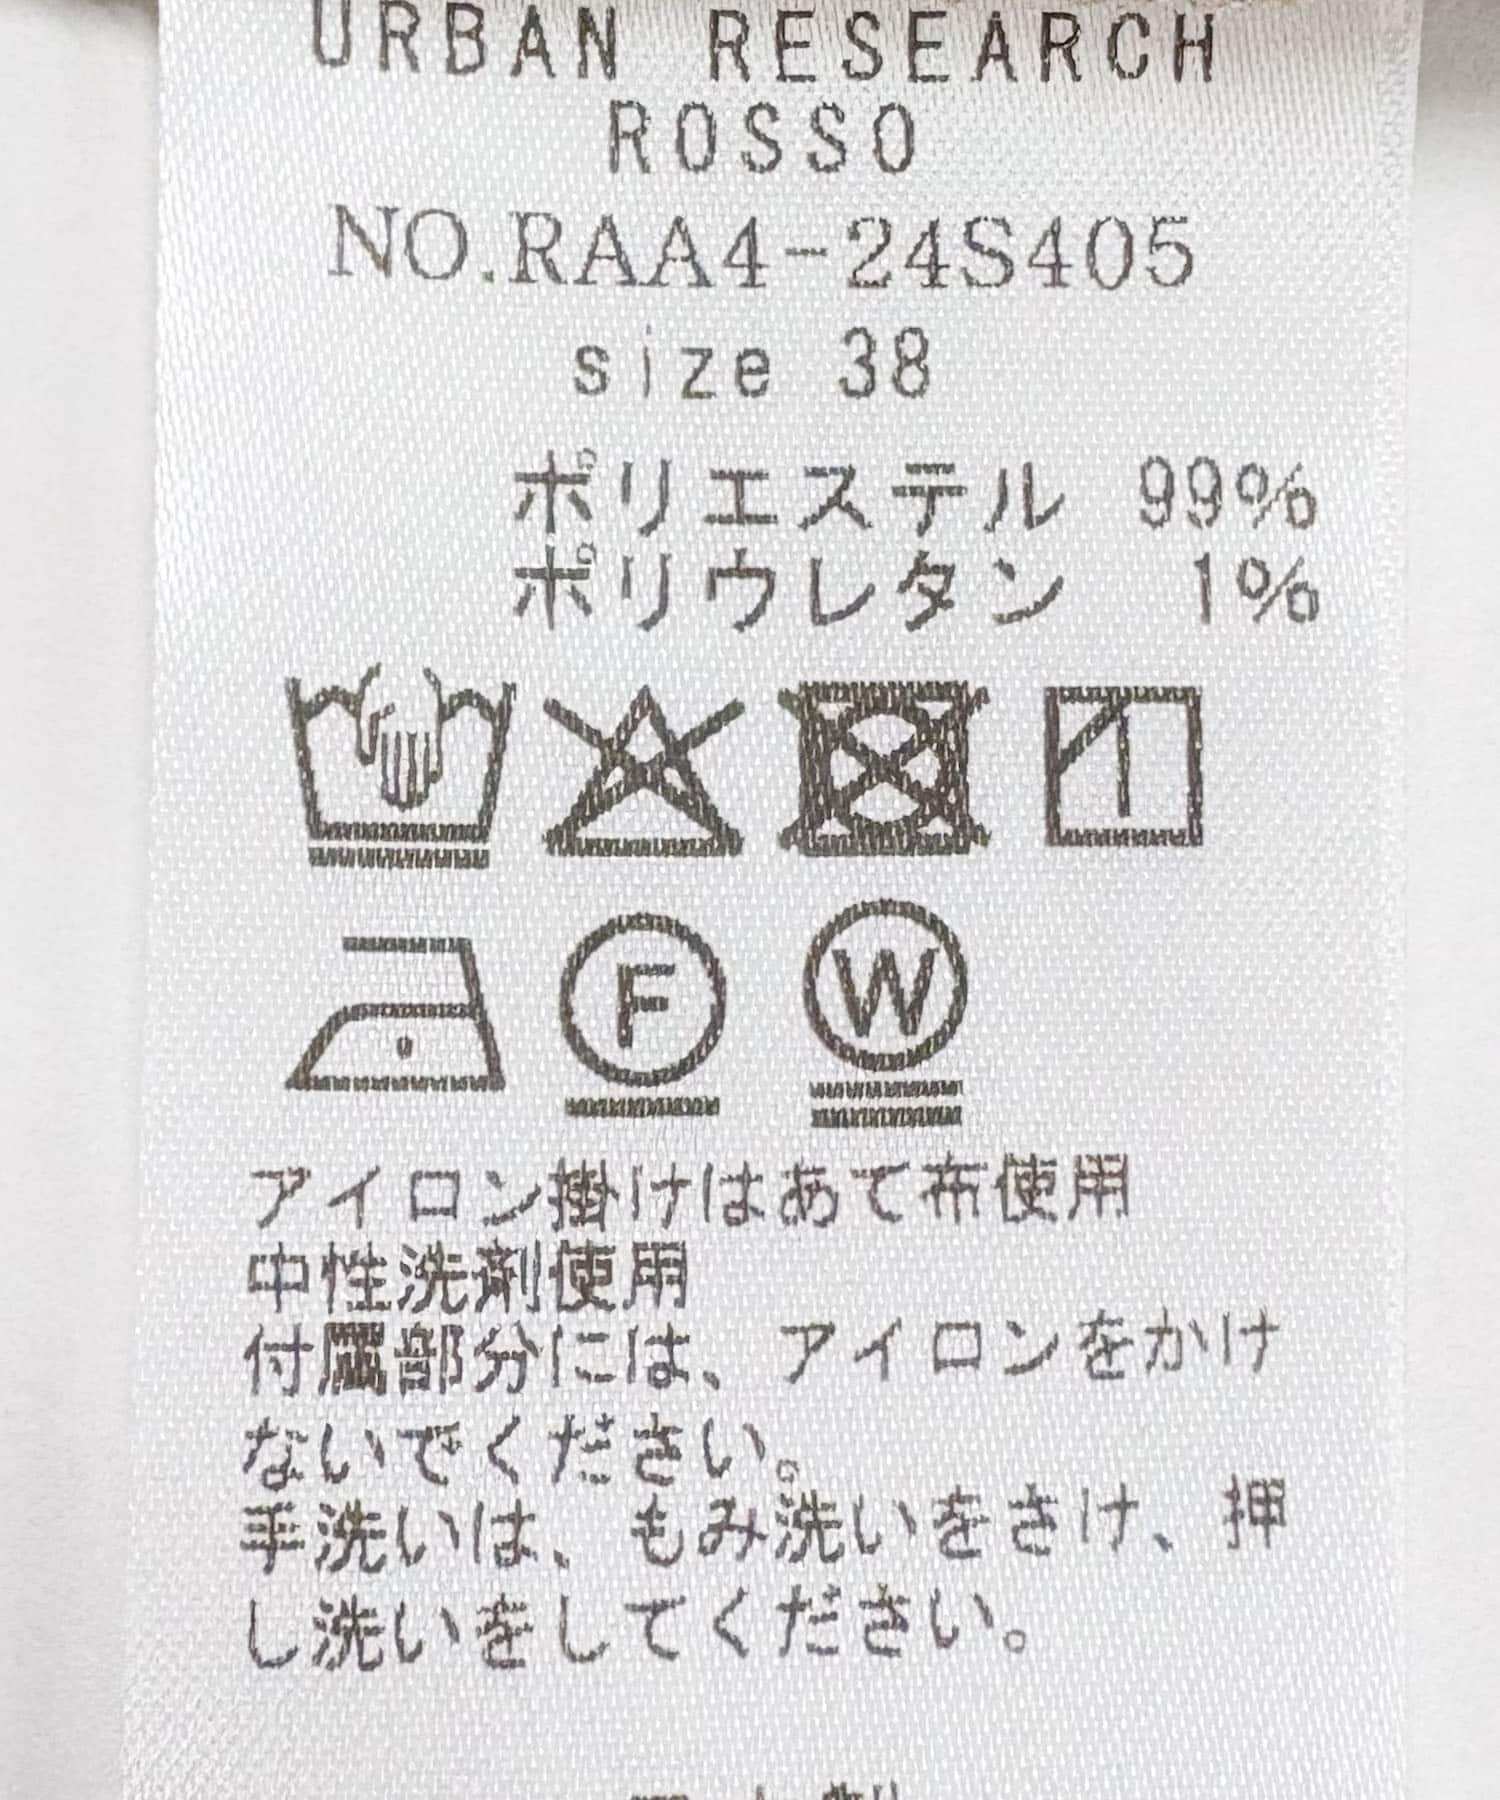 URBAN RESEARCH
ROSSO
NO.RAA4-24S405
size 38
ポリエステル 99%
ポリウレタン 1%
F W
アイロン掛けはあて布使用
中性洗剤使用
付属部分には、アイロンをかけ
ないでください。
手洗いは、もみ洗いをさけ、押
し洗いをしてください。